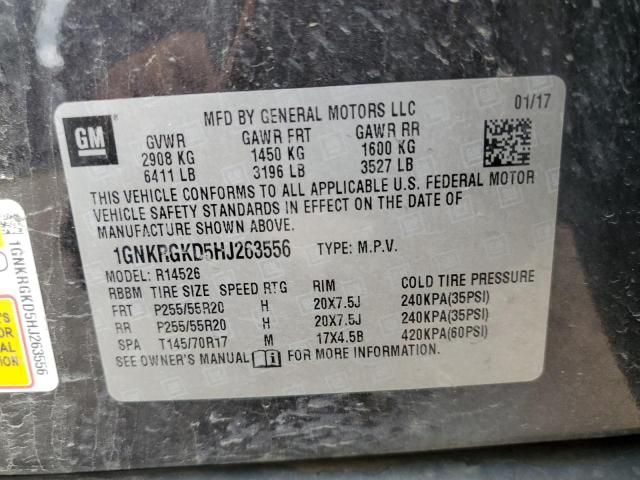 MFD BY GENERAL MOTORS LLC 01/17
GM
GVWR GAWR FRT GAWR RR
2908 KG 1450 KG 1600 KG
6411 LB 3196 LB 3527 LB
THIS VEHICLE CONFORMS TO ALL APPLICABLE U.S. FEDERAL MOTOR
VEHICLE SAFETY STANDARDS IN EFFECT ON THE DATE OF
MANUFACTURE SHOWN ABOVE.
1GNKRGKD5HJ263556 TYPE: M.P.V.
MODEL: R14526
RBBM TIRE SIZE SPEED RTG RIM COLD TIRE PRESSURE
FRT P255/55R20 H 20X7.5J 240KPA(35PSI)
RR P255/55R20 H 20X7.5J 240KPA(35PSI)
SPA T145/70R17 M 17X4.5B 420KPA(60PSI)
SEE OWNER'S MANUAL FOR MORE INFORMATION.
1GNKRGKD5HJ263556